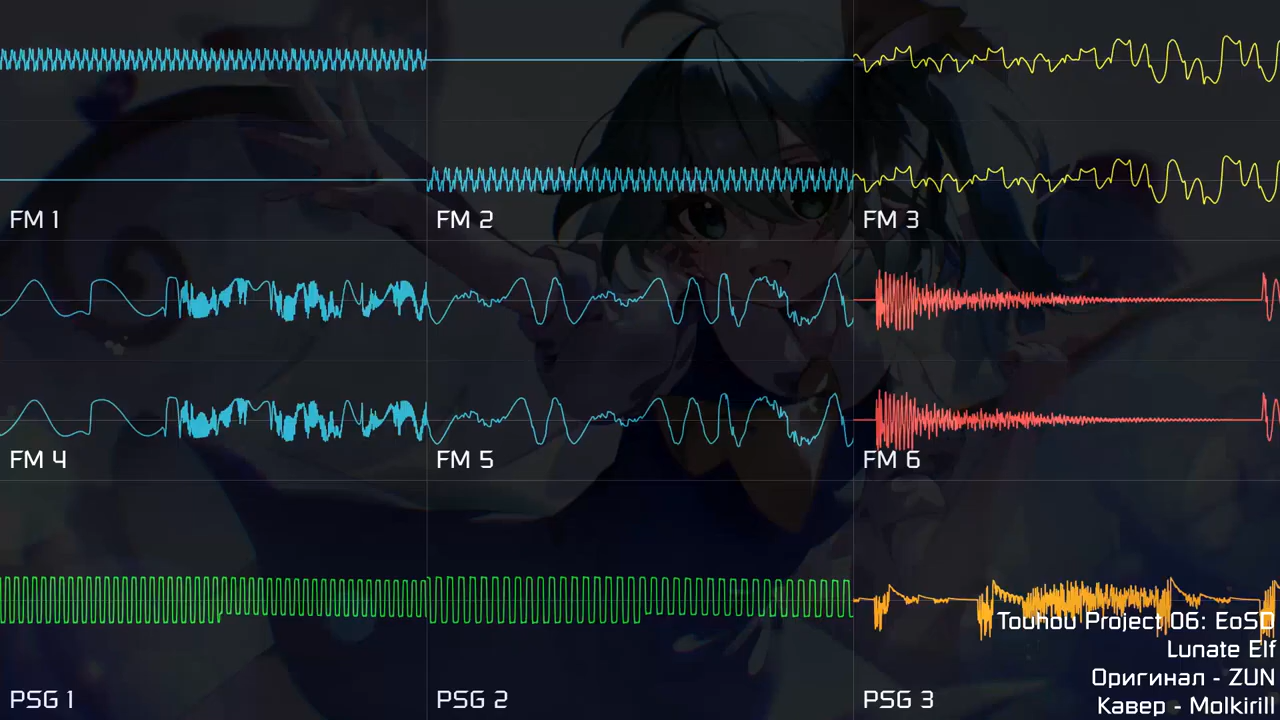 FM 1
FM 2
FM 3
FM 4
FM 5
FM 6
PSG 1
PSG 2
PSG 3
Touhou Project 06: EoSD
Lunate Elf
Оригинал - ZUN
Кавер - Molkirill